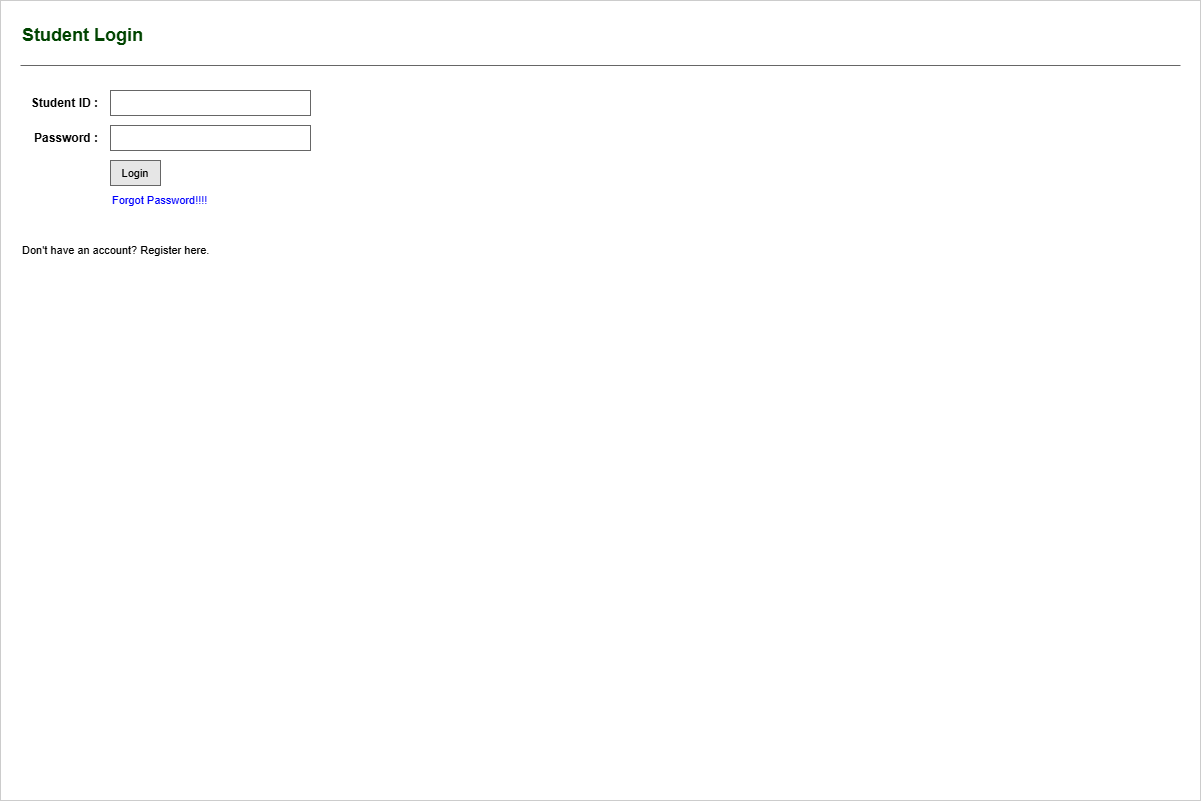 Student Login
Student ID :
Password :
Login
Forgot Password!!!!
Don't have an account? Register here.